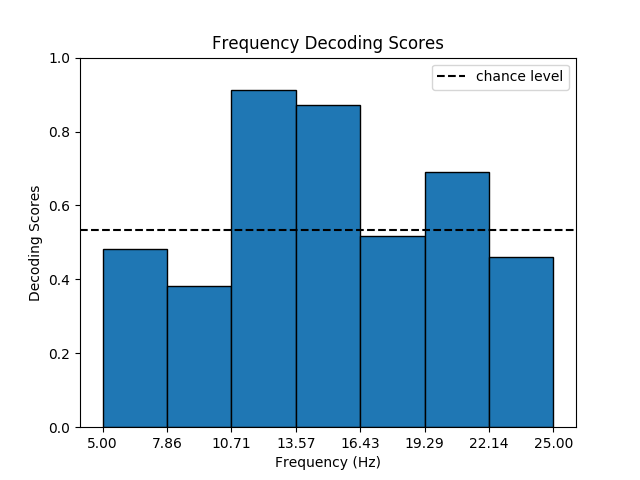 Frequency Decoding Scores
chance level
1.0
0.8
0.6
0.4
0.2
0.0
Decoding Scores
5.00 7.86 10.71 13.57 16.43 19.29 22.14 25.00
Frequency (Hz)